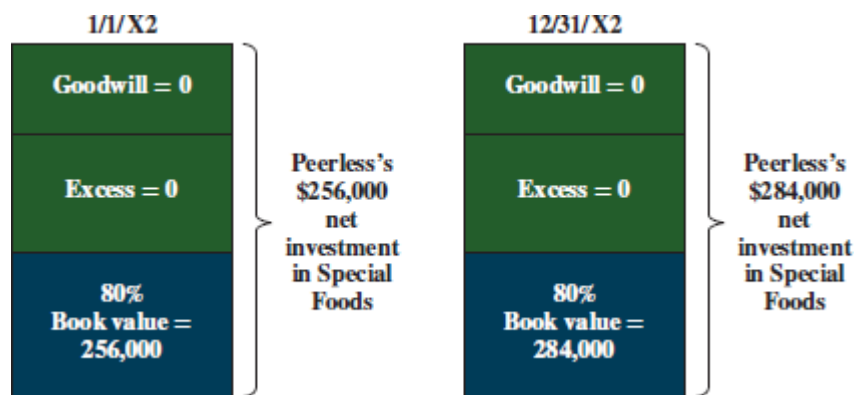 1/1/X2
Goodwill = 0
Excess = 0
80%
Book value =
256,000
Peerless's
$256,000
net
investment
in Special
Foods
12/31/X2
Goodwill = 0
Excess = 0
80%
Book value =
284,000
Peerless's
$284,000
net
investment
in Special
Foods